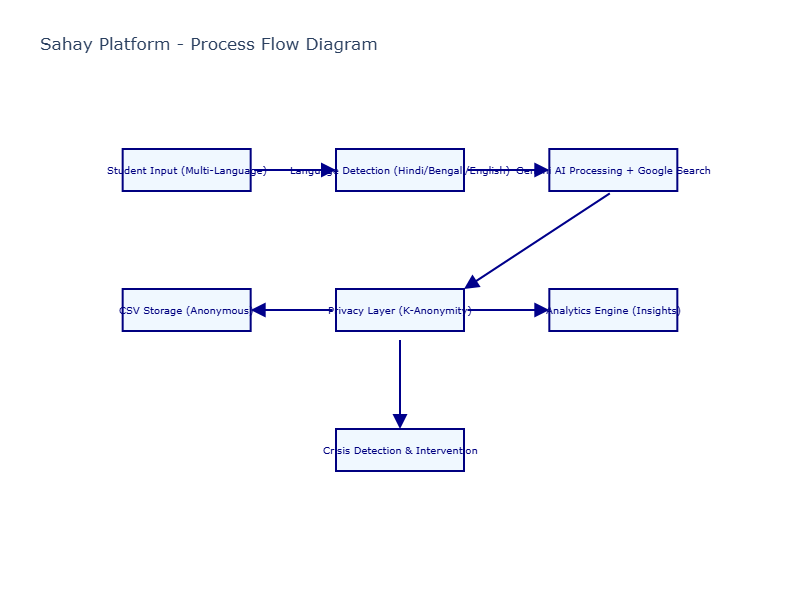 Sahay Platform - Process Flow Diagram
Student Input (Multi-Language)
Language Detection (Hindi/Bengali/English)
Gemini AI Processing + Google Search
CSV Storage (Anonymous)
Privacy Layer (K-Anonymity)
Analytics Engine (Insights)
Crisis Detection & Intervention